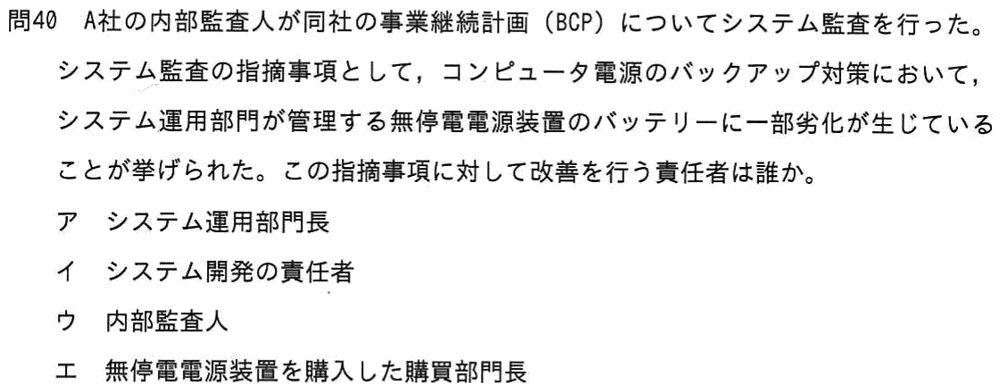 問40　A社の内部監査人が同社の事業継続計画（BCP）についてシステム監査を行った。
システム監査の指摘事項として，コンピュータ電源のバックアップ対策において，
システム運用部門が管理する無停電電源装置のバッテリーに一部劣化が生じている
ことが挙げられた。この指摘事項に対して改善を行う責任者は誰か。
ア　システム運用部門長
イ　システム開発の責任者
ウ　内部監査人
エ　無停電電源装置を購入した購買部門長